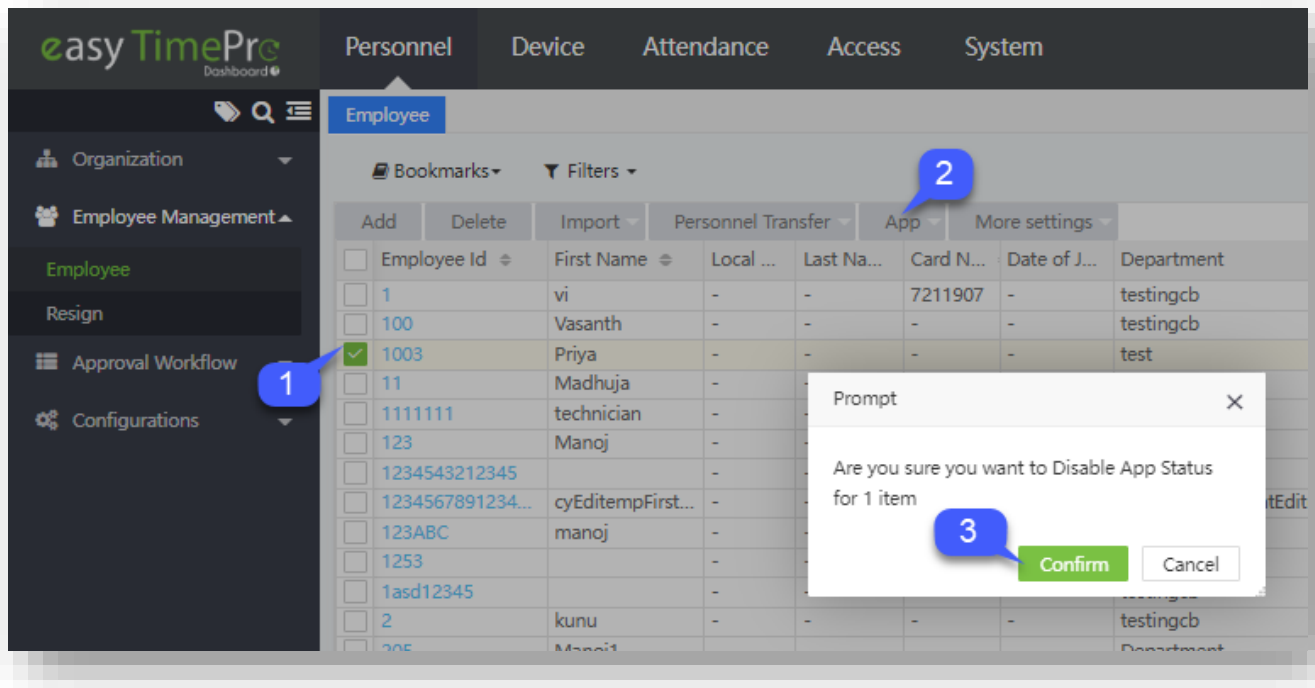 easy TimePro
Dashboard
Personnel Device Attendance Access System
Employee
Organization
Bookmarks Filters
2
Employee Management
Add Delete Import Personnel Transfer App More settings
Employee Id First Name Local ... Last Na... Card N... Date of J... Department
Employee
1 vi - - 7211907 - testingcb
Resign
100 Vasanth - - - - testingcb
Approval Workflow
1003 Priya - - - - test
1
11 Madhuja -
Prompt
1111111 technician -
Configurations
123 Manoj -
1234543212345 -
Are you sure you want to Disable App Status
for 1 item
1234567891234... cyEditempFirst... - ntEdit
123ABC manoj -
3
1253 -
Confirm Cancel
1asd12345 -
2 kunu - - - - testingcb
205 Manoj1 Department